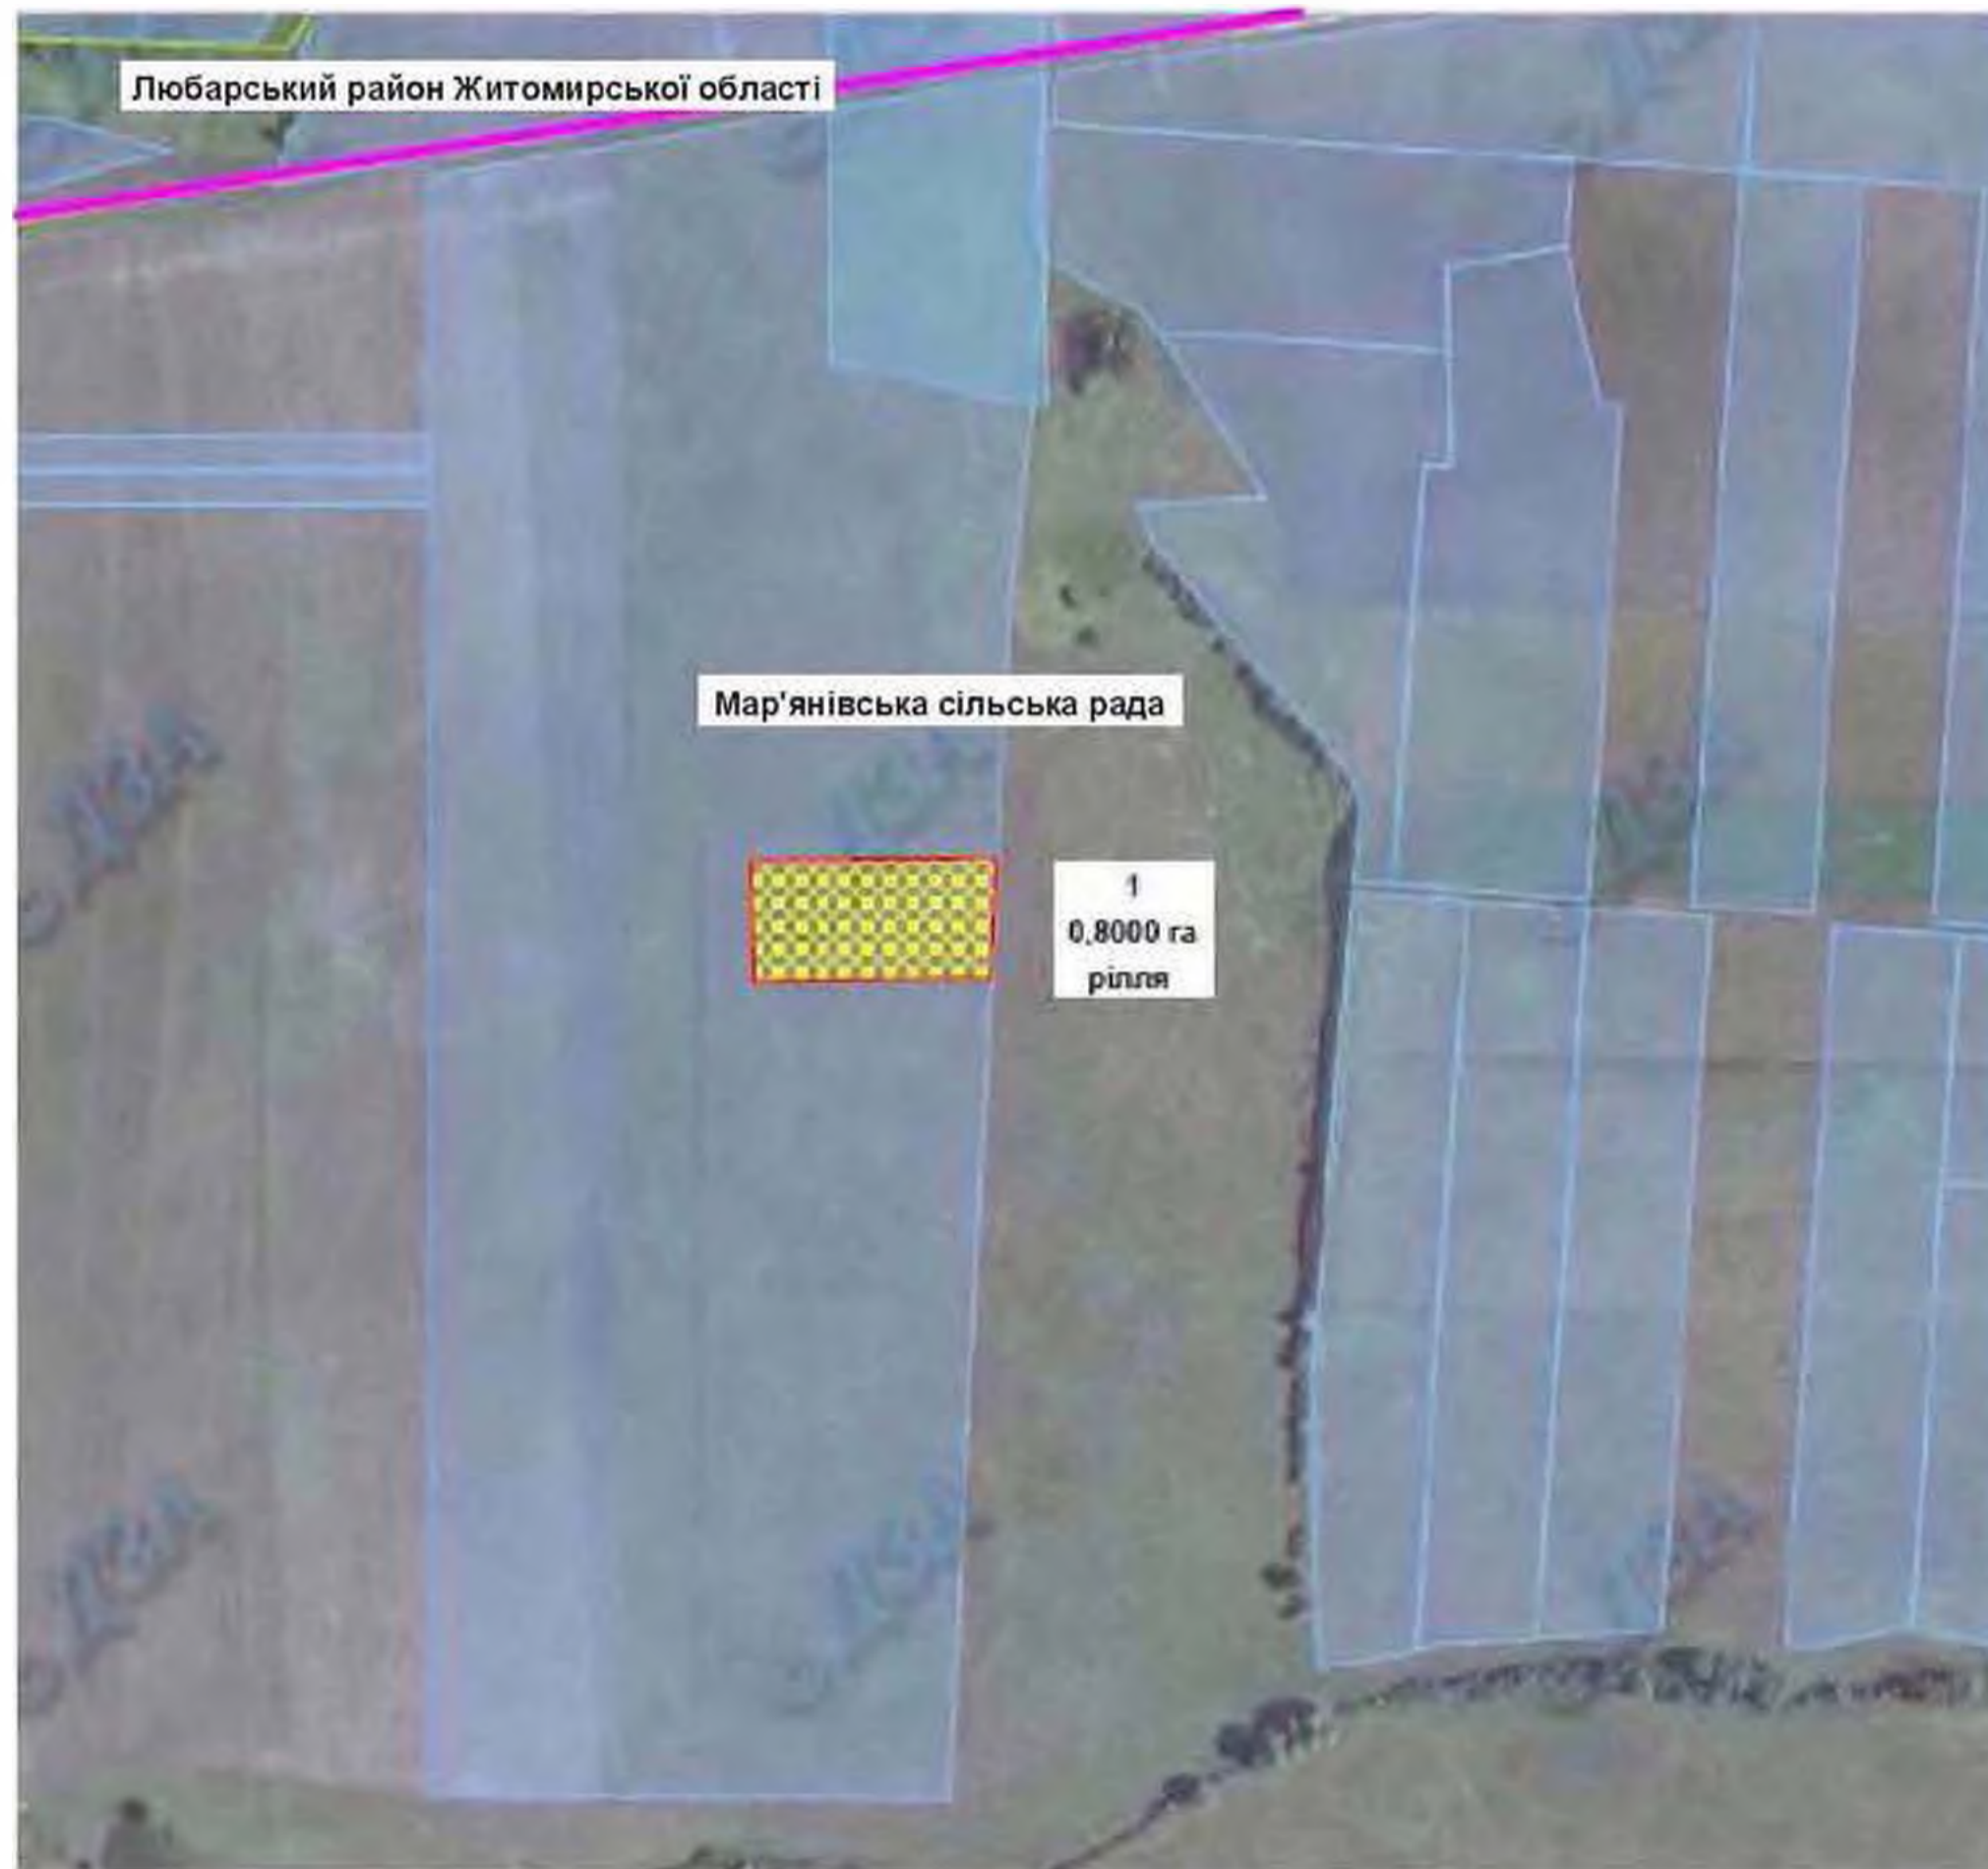 Любарський район Житомирської області
Мар'янівська сільська рада
1
0,8000 га
рілля